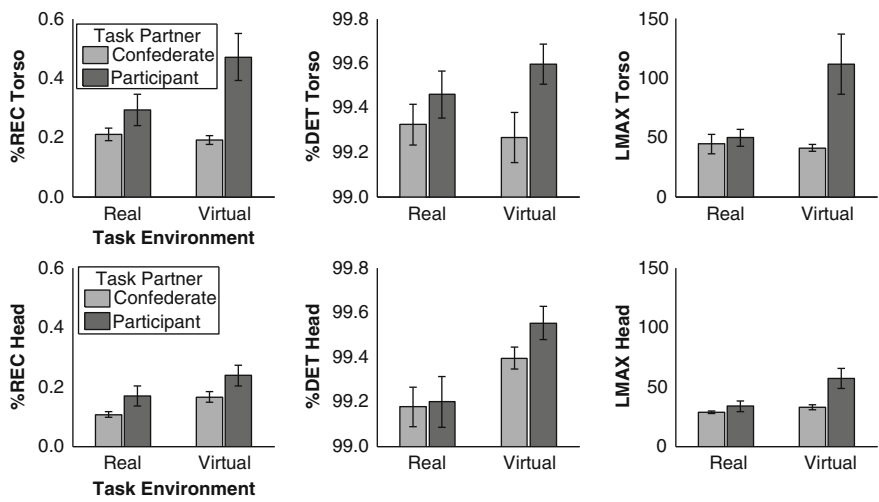 %REC Torso
0.6
0.4
0.2
0.0
Task Partner
Confederate
Participant
Real
Virtual
Task Environment
%DET Torso
99.8
99.6
99.4
99.2
99.0
Real
Virtual
LMAX Torso
150
100
50
0
Real
Virtual
%REC Head
0.6
0.4
0.2
0.0
Task Partner
Confederate
Participant
Real
Virtual
Task Environment
%DET Head
99.8
99.6
99.4
99.2
99.0
Real
Virtual
LMAX Head
150
100
50
0
Real
Virtual